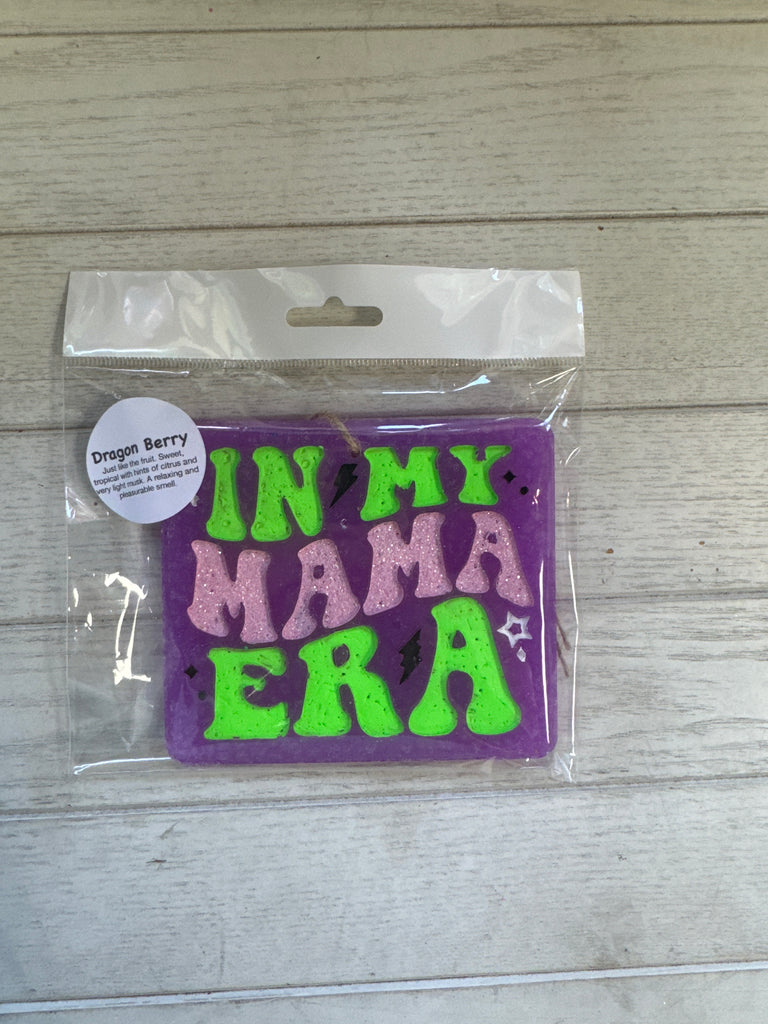 Dragon Berry
Just like the fruit. Sweet,
tropical with hints of citrus and
very light musk. A relaxing and
pleasurable smell.
IN MY
MAMA
ERA